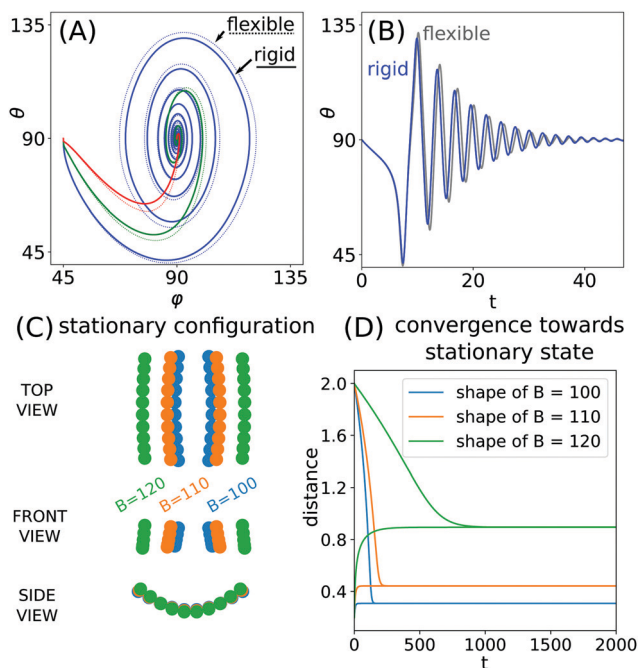 (A)
flexible
rigid
θ
135
90
45
45
90
135
φ
(B)
flexible
rigid
θ
135
90
45
0
20
40
t
(C) stationary configuration
TOP
VIEW
B=120
B=110
B=100
FRONT
VIEW
SIDE
VIEW
(D) convergence towards
stationary state
shape of B = 100
shape of B = 110
shape of B = 120
distance
2.0
1.6
1.2
0.8
0.4
0
500
1000
1500
2000
t